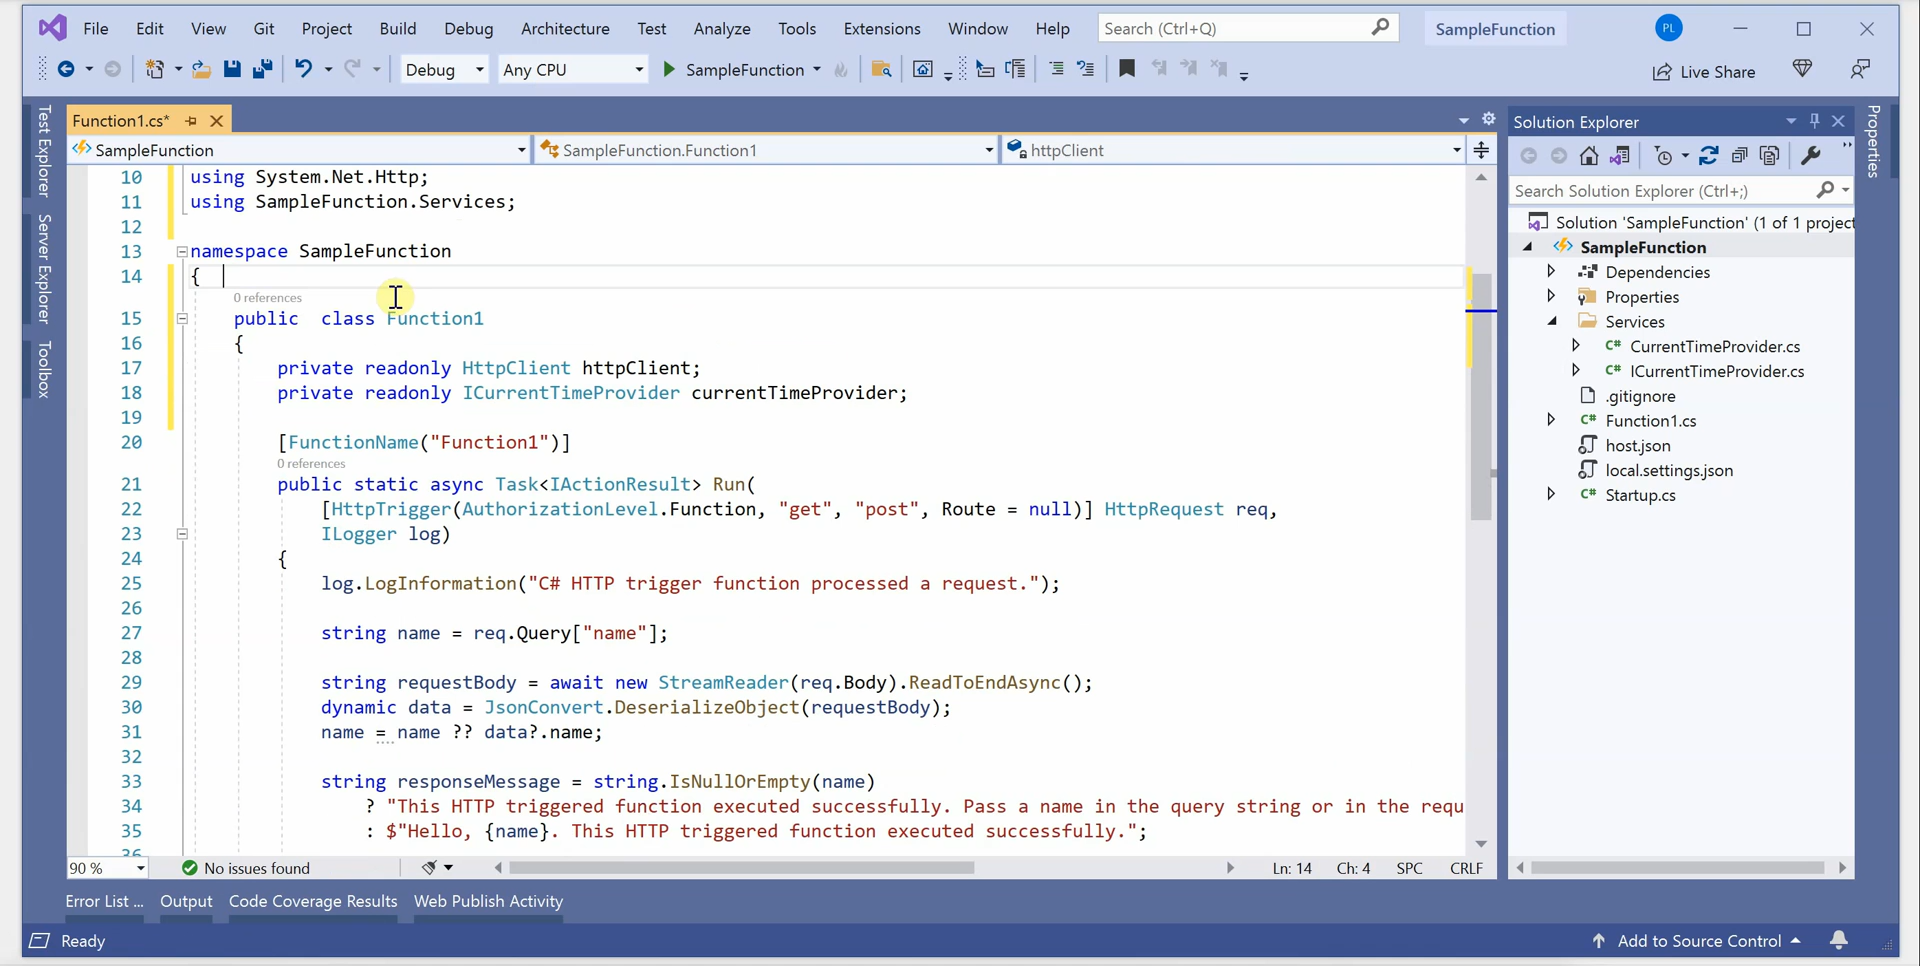 File Edit View Git Project Build Debug Architecture Test Analyze Tools Extensions Window Help Search (Ctrl+Q) SampleFunction PL
Debug Any CPU SampleFunction Live Share
Test Explorer
Server Explorer
Toolbox
Function1.cs*
SampleFunction SampleFunction.Function1 httpClient
10 using System.Net.Http;
11 using SampleFunction.Services;
12
13 namespace SampleFunction
14 {
0 references
15 public class Function1
16 {
17 private readonly HttpClient httpClient;
18 private readonly ICurrentTimeProvider currentTimeProvider;
19
20 [FunctionName("Function1")]
0 references
21 public static async Task<IActionResult> Run(
22 [HttpTrigger(AuthorizationLevel.Function, "get", "post", Route = null)] HttpRequest req,
23 ILogger log)
24 {
25 log.LogInformation("C# HTTP trigger function processed a request.");
26
27 string name = req.Query["name"];
28
29 string requestBody = await new StreamReader(req.Body).ReadToEndAsync();
30 dynamic data = JsonConvert.DeserializeObject(requestBody);
31 name = name ?? data?.name;
32
33 string responseMessage = string.IsNullOrEmpty(name)
34 ? "This HTTP triggered function executed successfully. Pass a name in the query string or in the requ
35 : $"Hello, {name}. This HTTP triggered function executed successfully.";
36
90 % No issues found Ln: 14 Ch: 4 SPC CRLF
Solution Explorer
Search Solution Explorer (Ctrl+;)
Solution 'SampleFunction' (1 of 1 project
SampleFunction
Dependencies
Properties
Services
C# CurrentTimeProvider.cs
C# ICurrentTimeProvider.cs
.gitignore
C# Function1.cs
host.json
local.settings.json
C# Startup.cs
Properties
Error List ... Output Code Coverage Results Web Publish Activity
Ready Add to Source Control